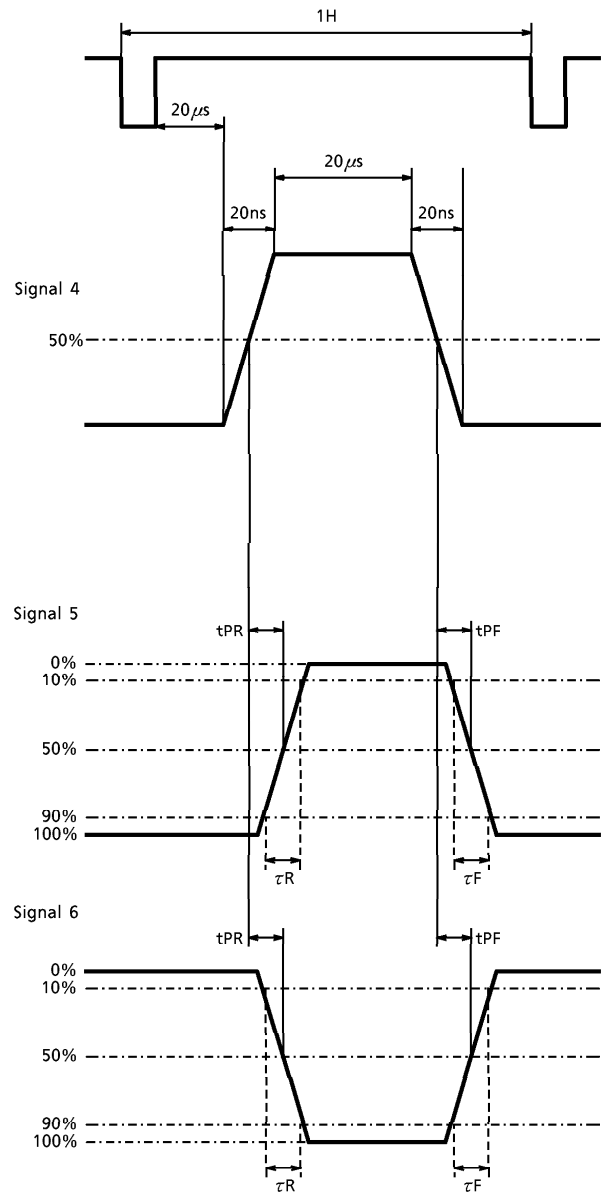 1H
20μs
20μs
20ns 20ns
Signal 4
50%
Signal 5
tPR tPF
0%
10%
50%
90%
100%
τR τF
Signal 6
tPR tPF
0%
10%
50%
90%
100%
τR τF